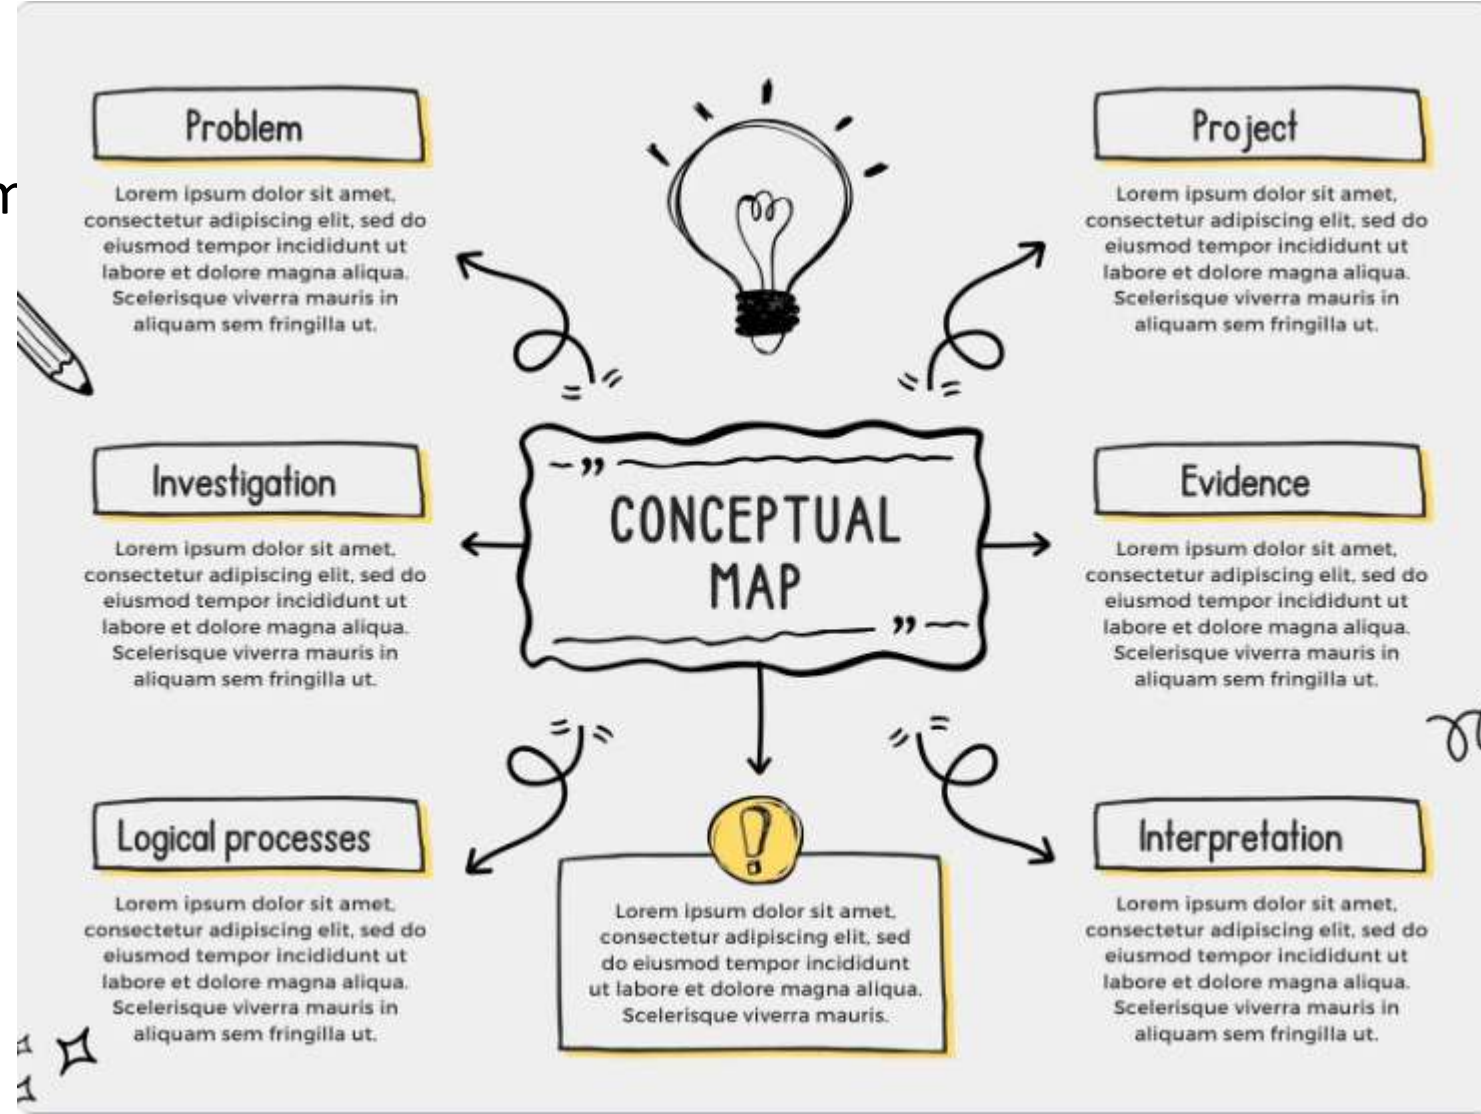 Problem
Lorem ipsum dolor sit amet,
consectetur adipiscing elit, sed do
eiusmod tempor incididunt ut
labore et dolore magna aliqua.
Scelerisque viverra mauris in
aliquam sem fringilla ut.
Project
Lorem ipsum dolor sit amet,
consectetur adipiscing elit, sed do
eiusmod tempor incididunt ut
labore et dolore magna aliqua.
Scelerisque viverra mauris in
aliquam sem fringilla ut.
Investigation
Lorem ipsum dolor sit amet,
consectetur adipiscing elit, sed do
eiusmod tempor incididunt ut
labore et dolore magna aliqua.
Scelerisque viverra mauris in
aliquam sem fringilla ut.
”
CONCEPTUAL
MAP
”
Evidence
Lorem ipsum dolor sit amet,
consectetur adipiscing elit, sed do
eiusmod tempor incididunt ut
labore et dolore magna aliqua.
Scelerisque viverra mauris in
aliquam sem fringilla ut.
Logical processes
Lorem ipsum dolor sit amet,
consectetur adipiscing elit, sed do
eiusmod tempor incididunt ut
labore et dolore magna aliqua.
Scelerisque viverra mauris in
aliquam sem fringilla ut.
!
Lorem ipsum dolor sit amet,
consectetur adipiscing elit, sed
do eiusmod tempor incididunt
ut labore et dolore magna aliqua.
Scelerisque viverra mauris.
Interpretation
Lorem ipsum dolor sit amet,
consectetur adipiscing elit, sed do
eiusmod tempor incididunt ut
labore et dolore magna aliqua.
Scelerisque viverra mauris in
aliquam sem fringilla ut.